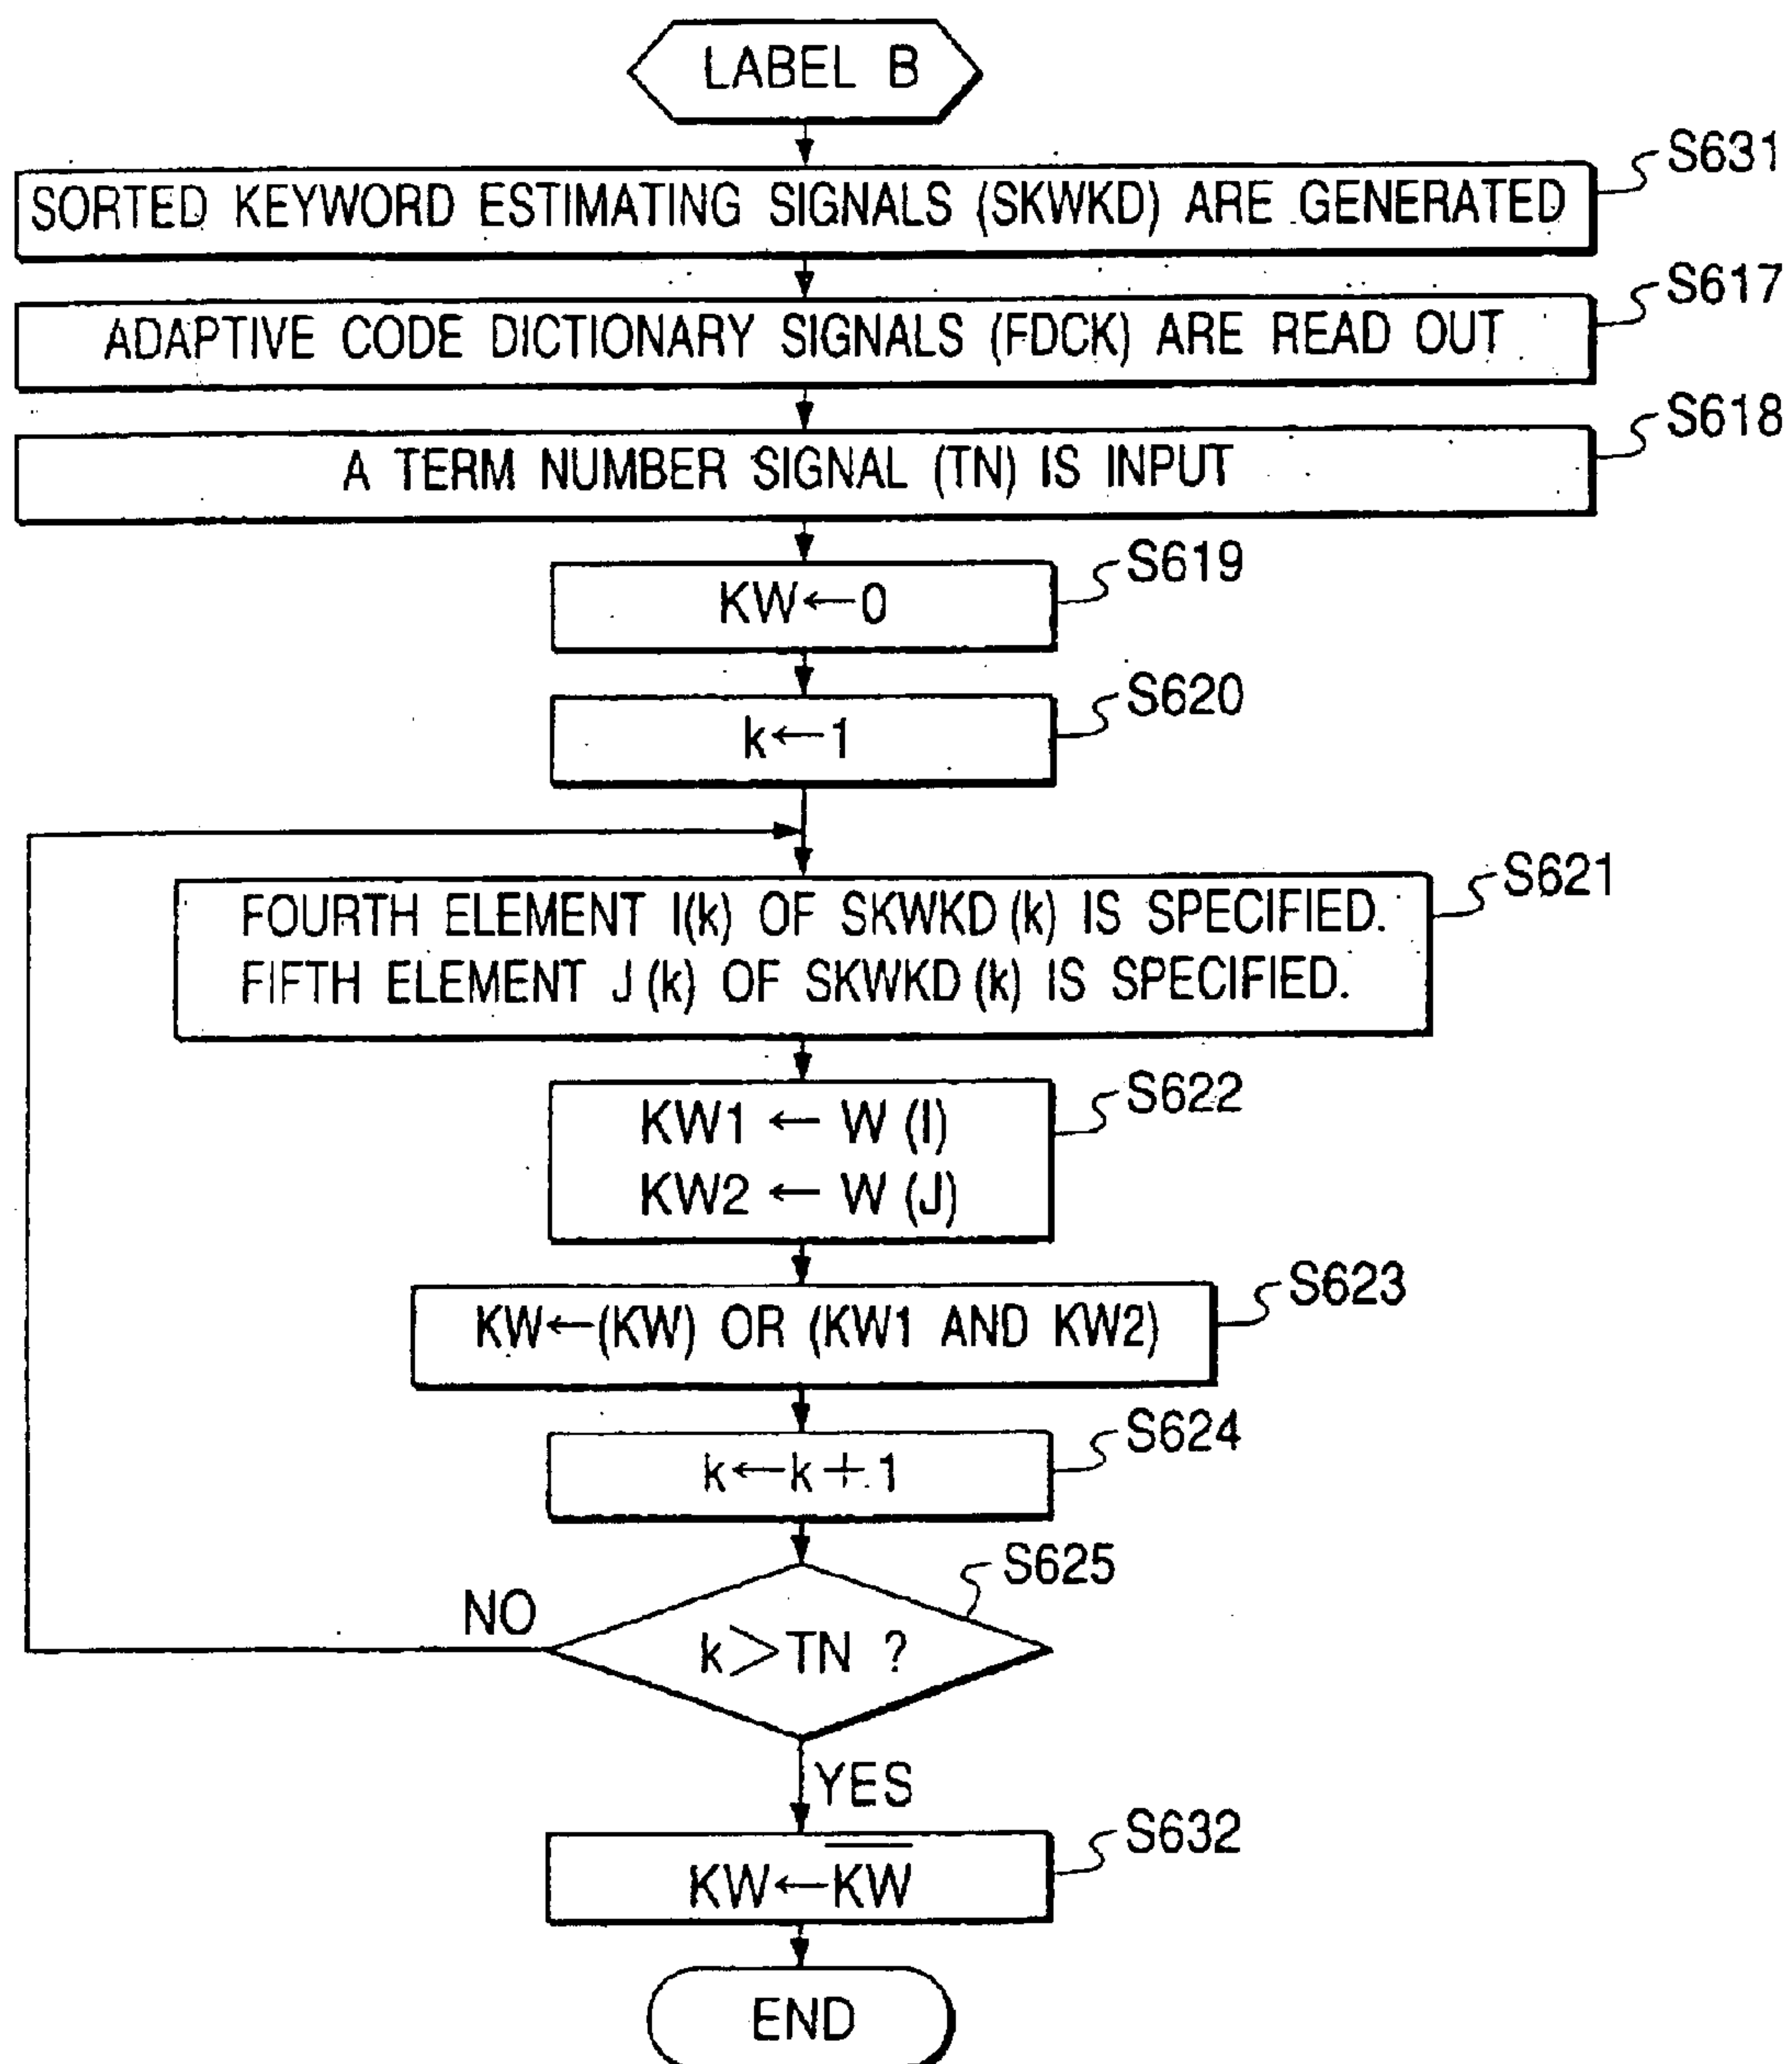 LABEL B
SORTED KEYWORD ESTIMATING SIGNALS (SKWKD) ARE GENERATED
S631
ADAPTIVE CODE DICTIONARY SIGNALS (FDCK) ARE READ OUT
S617
A TERM NUMBER SIGNAL (TN) IS INPUT
S618
KW←0
S619
k←1
S620
FOURTH ELEMENT I(k) OF SKWKD(k) IS SPECIFIED.
FIFTH ELEMENT J(k) OF SKWKD(k) IS SPECIFIED.
S621
KW1 ← W(I)
KW2 ← W(J)
S622
KW←(KW) OR (KW1 AND KW2)
S623
k←k+1
S624
k>TN ?
S625
NO
YES
KW←K̅W̅
S632
END